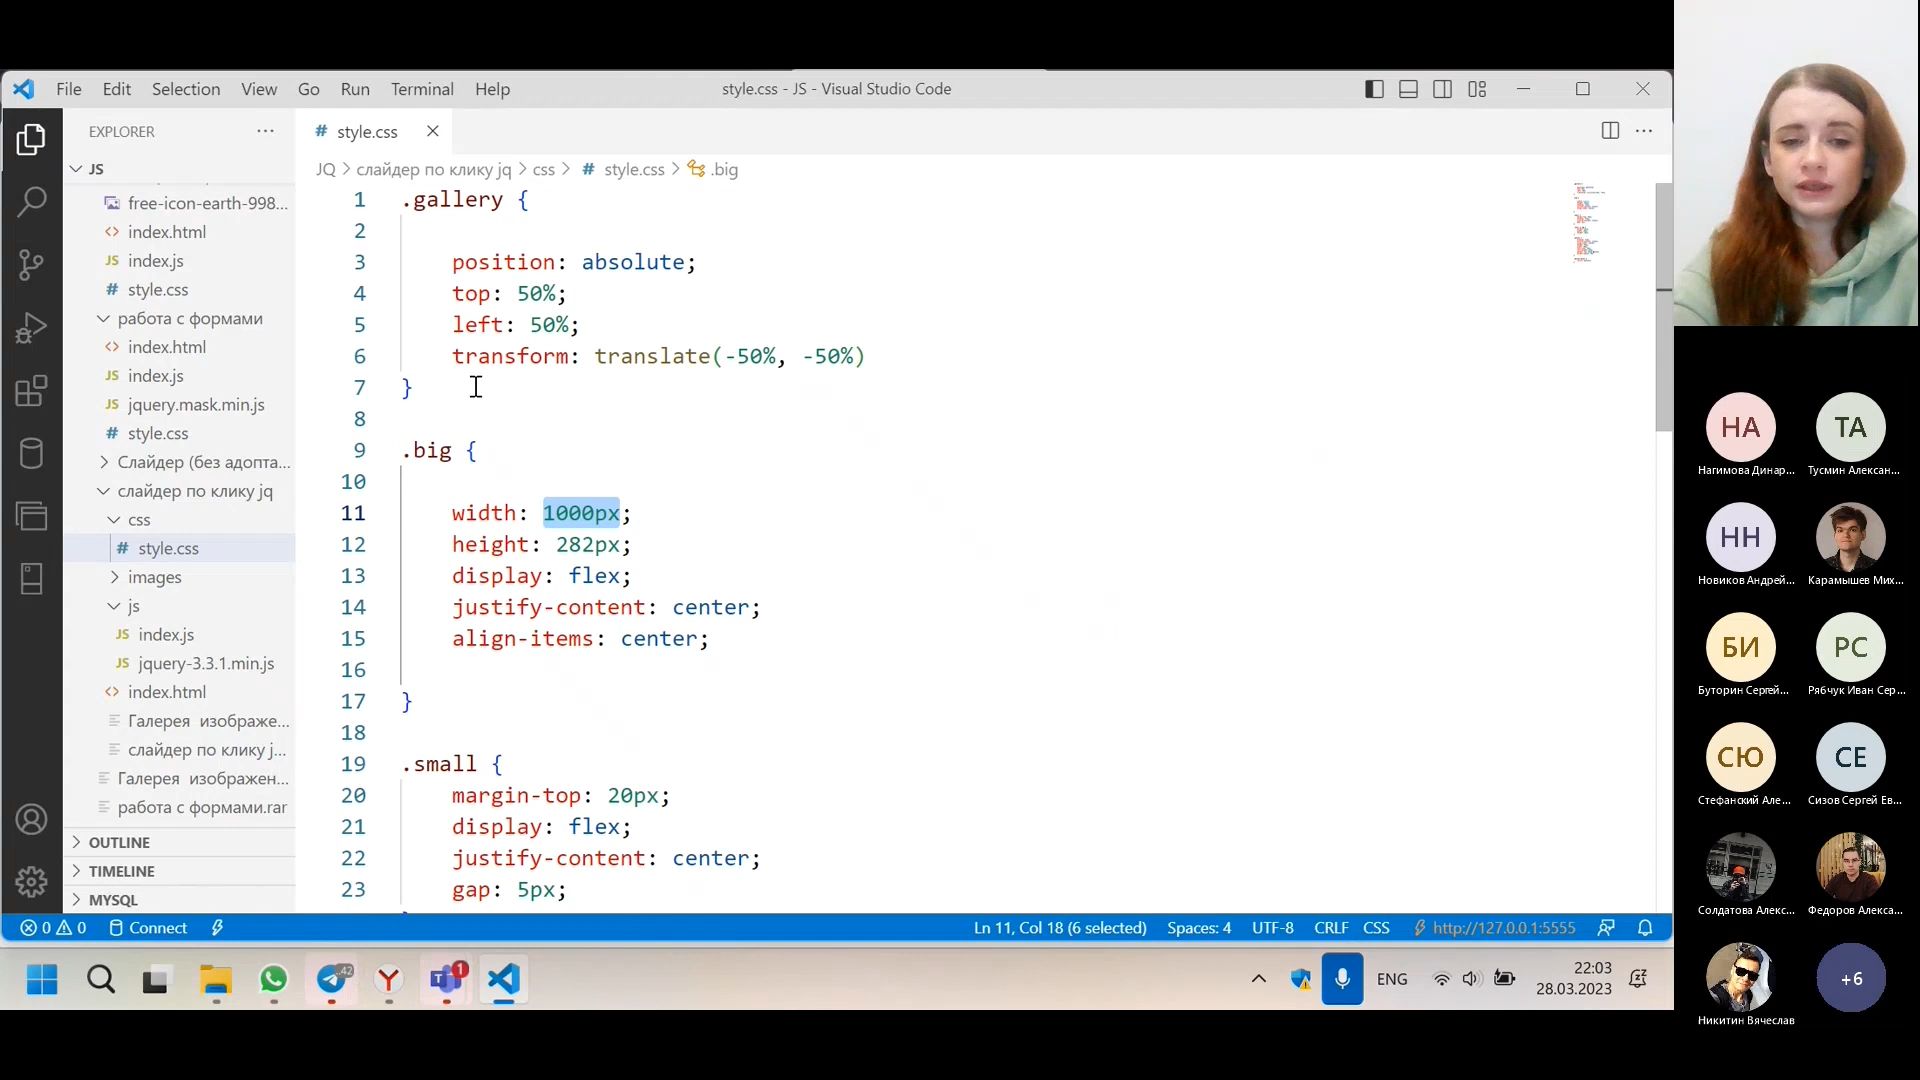 File Edit Selection View Go Run Terminal Help
style.css - JS - Visual Studio Code
EXPLORER
JS
free-icon-earth-998...
index.html
index.js
style.css
работа с формами
index.html
index.js
jquery.mask.min.js
style.css
Слайдер (без адопта...
слайдер по клику jq
css
style.css
images
js
index.js
jquery-3.3.1.min.js
index.html
Галерея изображе...
слайдер по клику j...
Галерея изображен...
работа с формами.rar
OUTLINE
TIMELINE
MYSQL
style.css
JQ > слайдер по клику jq > css > # style.css > .big
1 .gallery {
2
3 position: absolute;
4 top: 50%;
5 left: 50%;
6 transform: translate(-50%, -50%)
7 }
8
9 .big {
10
11 width: 1000px;
12 height: 282px;
13 display: flex;
14 justify-content: center;
15 align-items: center;
16
17 }
18
19 .small {
20 margin-top: 20px;
21 display: flex;
22 justify-content: center;
23 gap: 5px;
0 0 Connect
Ln 11, Col 18 (6 selected) Spaces: 4 UTF-8 CRLF CSS http://127.0.0.1:5555
42
1
ENG
22:03
28.03.2023
НА ТА
Нагимова Динар... Тусмин Алексан...
НН
Новиков Андрей... Карамышев Мих...
БИ РС
Буторин Сергей... Рябчук Иван Сер...
СЮ СЕ
Стефанский Але... Сизов Сергей Ев...
Солдатова Алекс... Федоров Алекса...
+6
Никитин Вячеслав